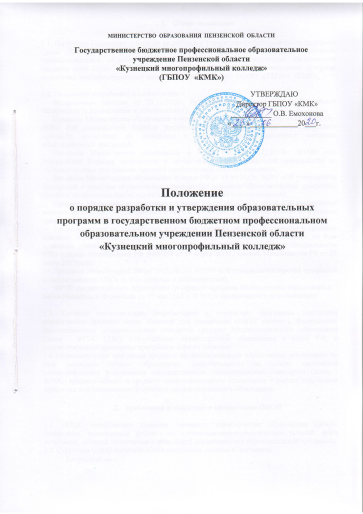 МИНИСТЕРСТВО ОБРАЗОВАНИЯ ПЕНЗЕНСКОЙ ОБЛАСТИ
Государственное бюджетное профессиональное образовательное
учреждение Пензенской области
«Кузнецкий многопрофильный колледж»
(ГБПОУ «КМК»)
УТВЕРЖДАЮ
Директор ГБПОУ «КМК»
О.В. Емохонова
2020г.
Положение
о порядке разработки и утверждения образовательных
программ в государственном бюджетном профессиональном
образовательном учреждении Пензенской области
«Кузнецкий многопрофильный колледж»